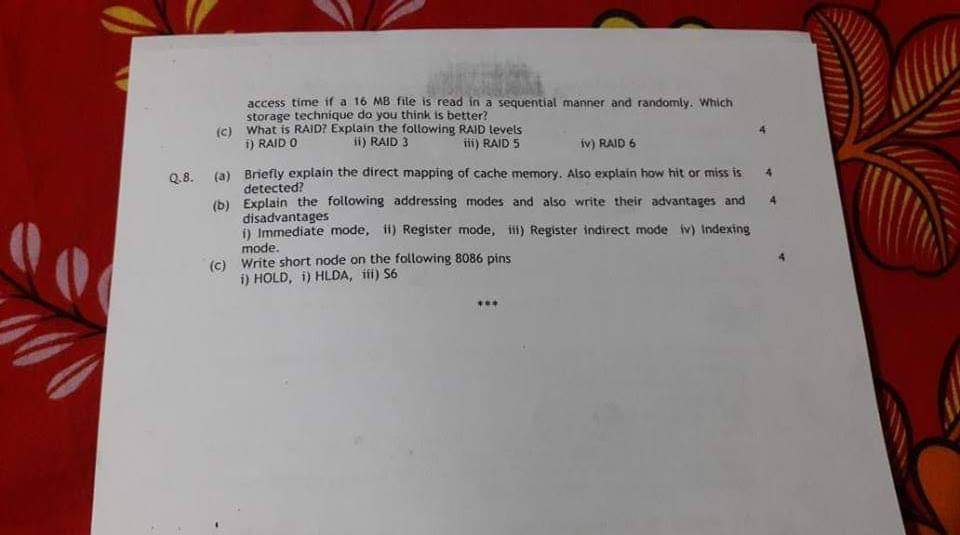 access time if a 16 MB file is read in a sequential manner and randomly. Which
storage technique do you think is better?
(c) What is RAID? Explain the following RAID levels 4
i) RAID 0 ii) RAID 3 iii) RAID 5 iv) RAID 6
Q.8. (a) Briefly explain the direct mapping of cache memory. Also explain how hit or miss is 4
detected?
(b) Explain the following addressing modes and also write their advantages and 4
disadvantages
i) Immediate mode, ii) Register mode, iii) Register indirect mode iv) Indexing
mode.
(c) Write short node on the following 8086 pins 4
i) HOLD, i) HLDA, iii) S6
***